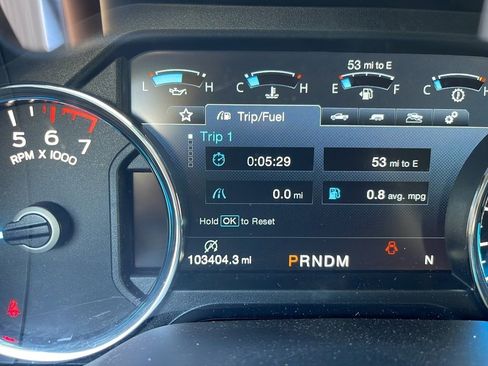 53 mi to E
L H C H E F C H
Trip/Fuel
Trip 1
0:05:29 53 mi to E
0.0 mi 0.8 avg. mpg
Hold OK to Reset
103404.3 mi PRNDM N
5 6 7
RPM X 1000